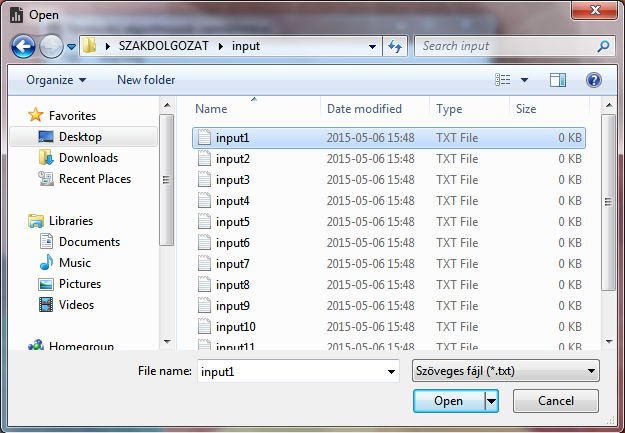 Open
SZAKDOLGOZAT input Search input
Organize New folder
Favorites
Desktop
Downloads
Recent Places
Libraries
Documents
Music
Pictures
Videos
Homegroup
Name Date modified Type Size
input1 2015-05-06 15:48 TXT File 0 KB
input2 2015-05-06 15:48 TXT File 0 KB
input3 2015-05-06 15:48 TXT File 0 KB
input4 2015-05-06 15:48 TXT File 0 KB
input5 2015-05-06 15:48 TXT File 0 KB
input6 2015-05-06 15:48 TXT File 0 KB
input7 2015-05-06 15:48 TXT File 0 KB
input8 2015-05-06 15:48 TXT File 0 KB
input9 2015-05-06 15:48 TXT File 0 KB
input10 2015-05-06 15:48 TXT File 0 KB
input11 2015-05-06 15:48 TXT File 0 KB
File name: input1 Szöveges fájl (*.txt)
Open Cancel